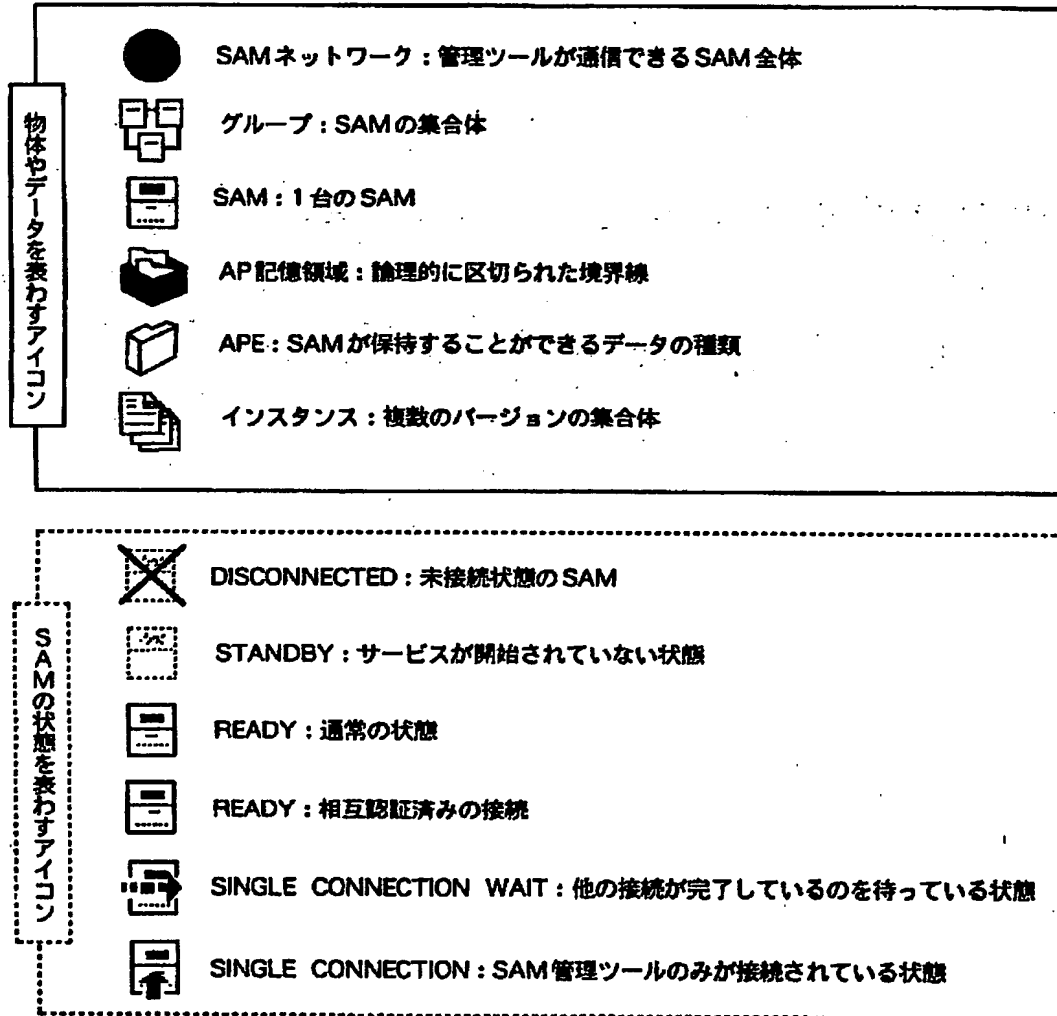 物体やデータを表わすアイコン
SAMネットワーク：管理ツールが通信できるSAM全体
グループ：SAMの集合体
SAM：1台のSAM
AP記憶領域：論理的に区切られた境界線
APE：SAMが保持することができるデータの種類
インスタンス：複数のバージョンの集合体
SAMの状態を表わすアイコン
DISCONNECTED：未接続状態のSAM
STANDBY：サービスが開始されていない状態
READY：通常の状態
READY：相互認証済みの接続
SINGLE CONNECTION WAIT：他の接続が完了しているのを待っている状態
SINGLE CONNECTION：SAM管理ツールのみが接続されている状態